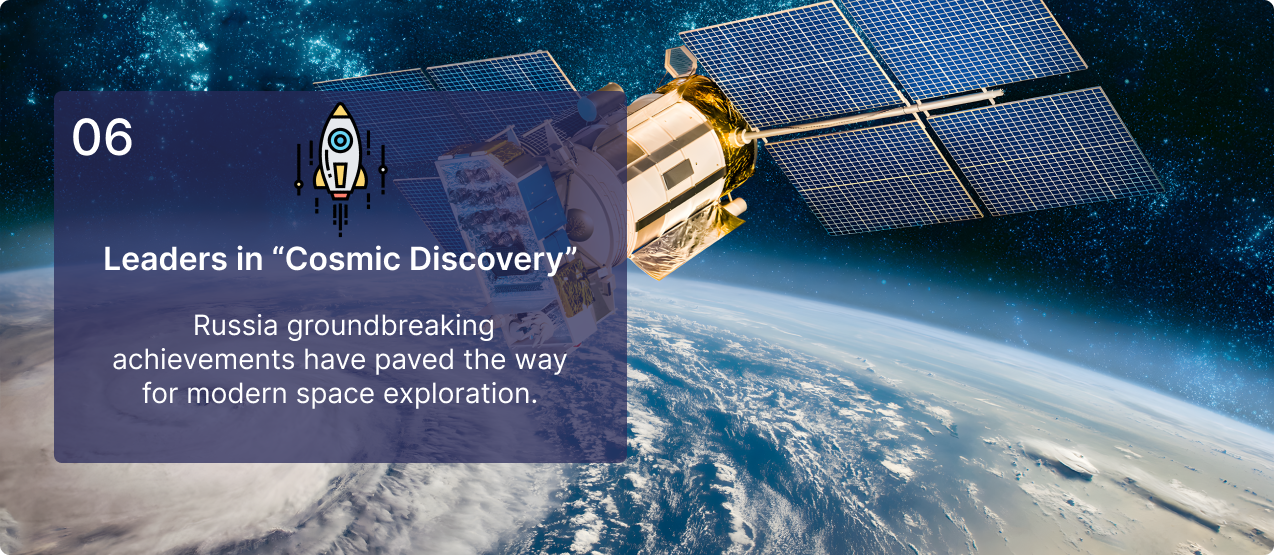 06
Leaders in “Cosmic Discovery”
Russia groundbreaking
achievements have paved the way
for modern space exploration.